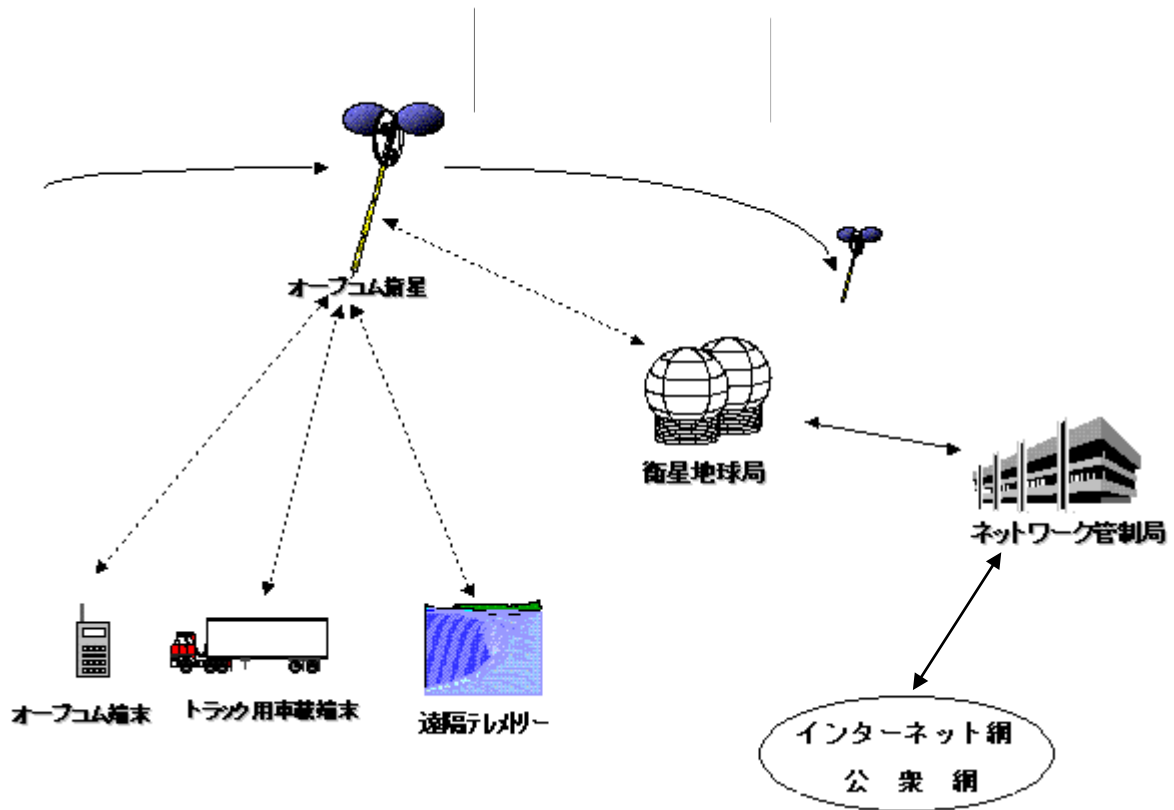 オーブコム衛星
衛星地球局
ネットワーク管制局
オーブコム端末
トラック用車載端末
遠隔テレメトリー
インターネット網
公衆網